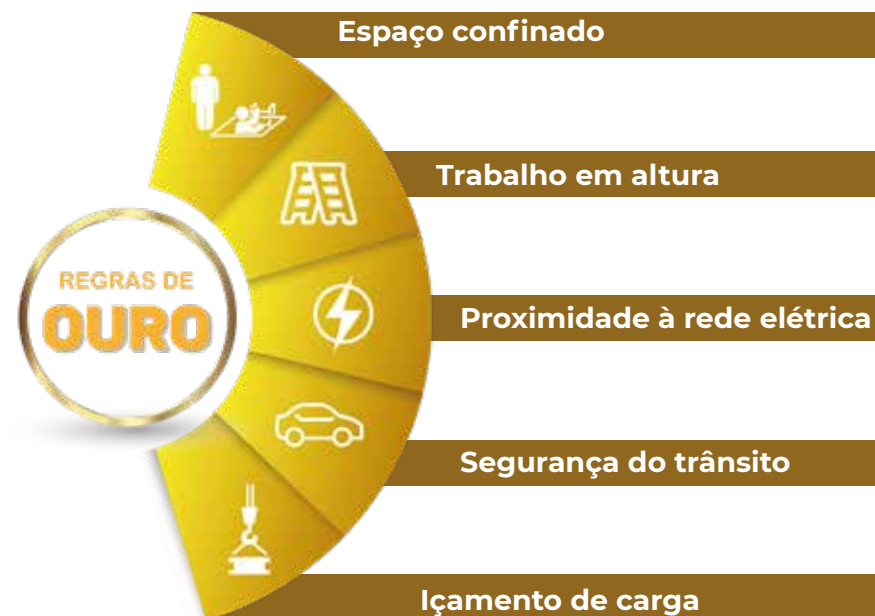 Espaço confinado
Trabalho em altura
REGRAS DE
OURO
Proximidade à rede elétrica
Segurança do trânsito
Içamento de carga